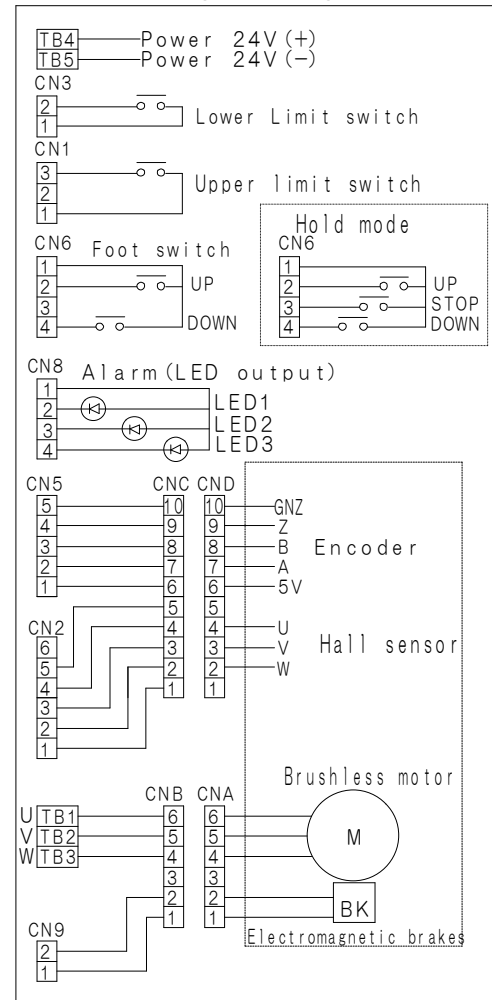 TB4 Power 24V(+)
TB5 Power 24V(−)
CN3
2
1
Lower Limit switch
CN1
3
2
1
Upper limit switch
CN6 Foot switch
1
2 UP
3
4 DOWN
Hold mode
CN6
1
2 UP
3 STOP
4 DOWN
CN8 Alarm(LED output)
1
2 LED1
3 LED2
4 LED3
CN5 CNC CND
5 10 10 GNZ
4 9 9 Z
3 8 8 B
2 7 7 A
1 6 6 5V
Encoder
CN2
6
5
4
3
2
1
5 5
4 4 U
3 3 V
2 2 W
1 1
Hall sensor
Brushless motor
CNB CNA
U TB1 6 6
V TB2 5 5
W TB3 4 4
3 3
2 2
1 1
M
BK
Electromagnetic brakes
CN9
2
1